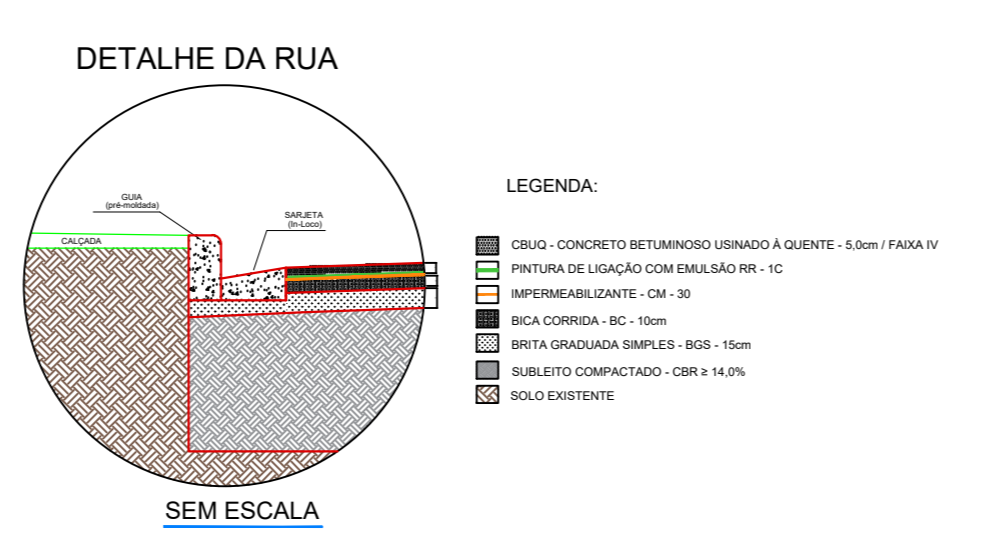 DETALHE DA RUA
GUIA
(pré-moldada)
SARJETA
(In-Loco)
CALÇADA
SEM ESCALA
LEGENDA:
CBUQ - CONCRETO BETUMINOSO USINADO À QUENTE - 5,0cm / FAIXA IV
PINTURA DE LIGAÇÃO COM EMULSÃO RR - 1C
IMPERMEABILIZANTE - CM - 30
BICA CORRIDA - BC - 10cm
BRITA GRADUADA SIMPLES - BGS - 15cm
SUBLEITO COMPACTADO - CBR ≥ 14,0%
SOLO EXISTENTE